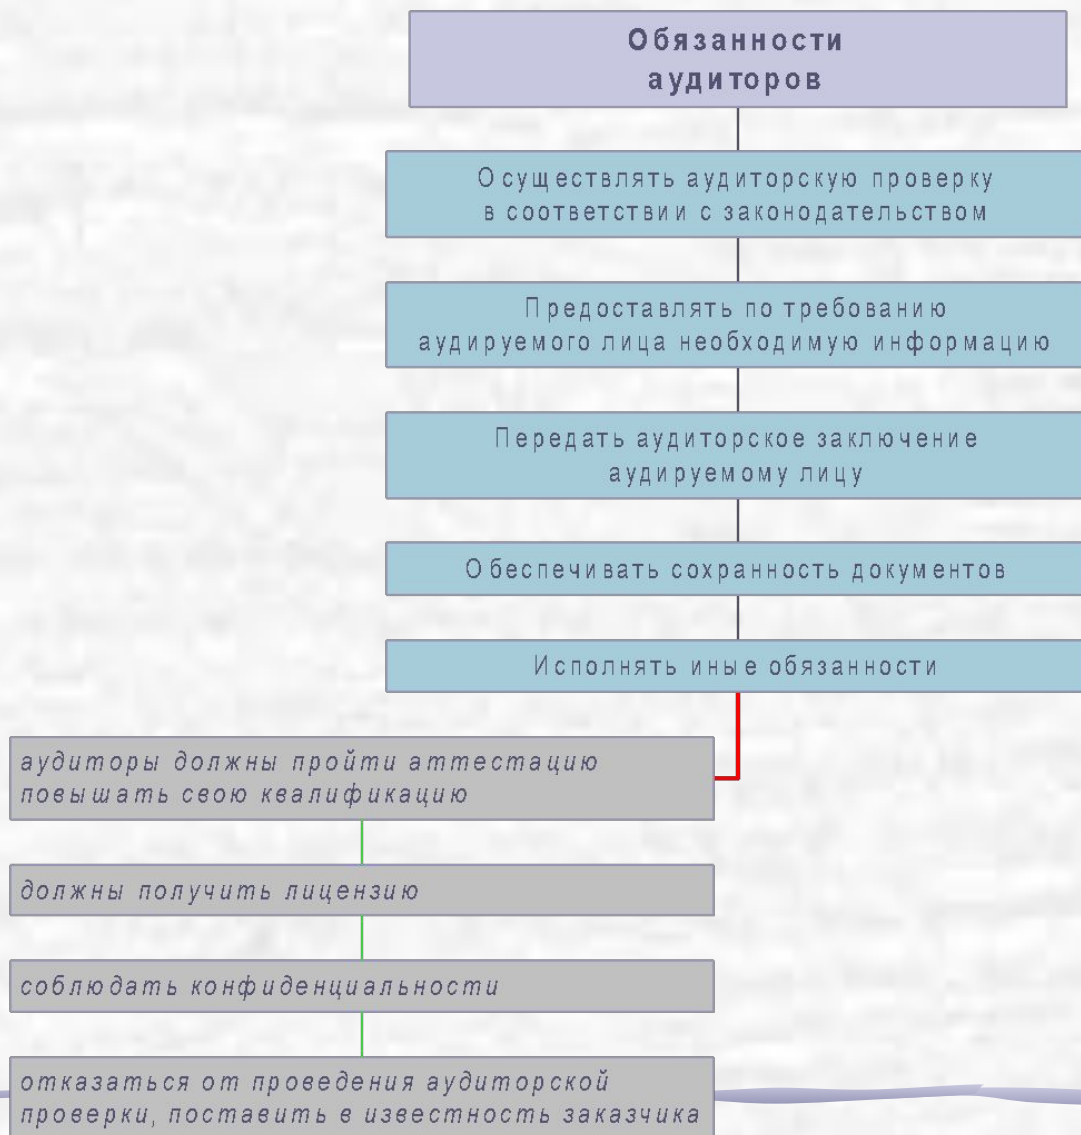 Обязанности
аудиторов
Осуществлять аудиторскую проверку
в соответствии с законодательством
Предоставлять по требованию
аудируемого лица необходимую информацию
Передать аудиторское заключение
аудируемому лицу
Обеспечивать сохранность документов
Исполнять иные обязанности
аудиторы должны пройти аттестацию
повышать свою квалификацию
должны получить лицензию
соблюдать конфиденциальности
отказаться от проведения аудиторской
проверки, поставить в известность заказчика